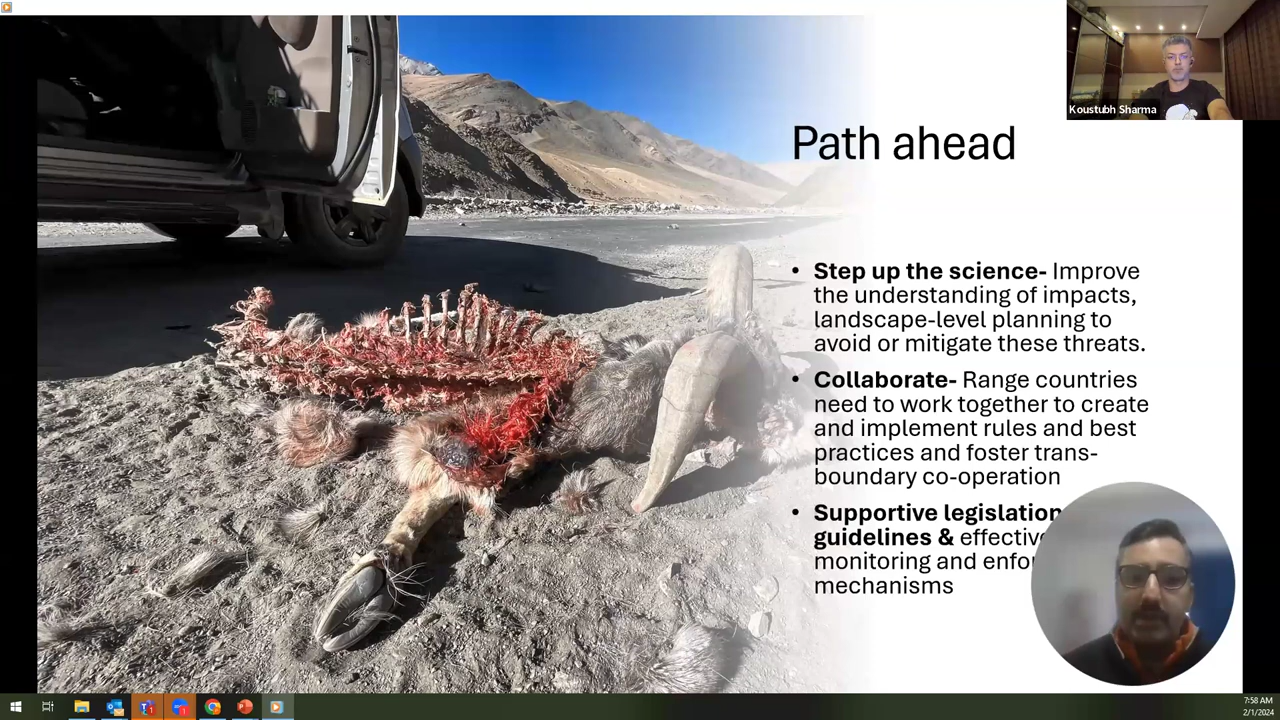 Koustubh Sharma
Path ahead
• Step up the science- Improve
the understanding of impacts,
landscape-level planning to
avoid or mitigate these threats.
• Collaborate- Range countries
need to work together to create
and implement rules and best
practices and foster trans-
boundary co-operation
• Supportive legislation
guidelines & effective
monitoring and
mechanisms
7:58 AM
2/1/2024